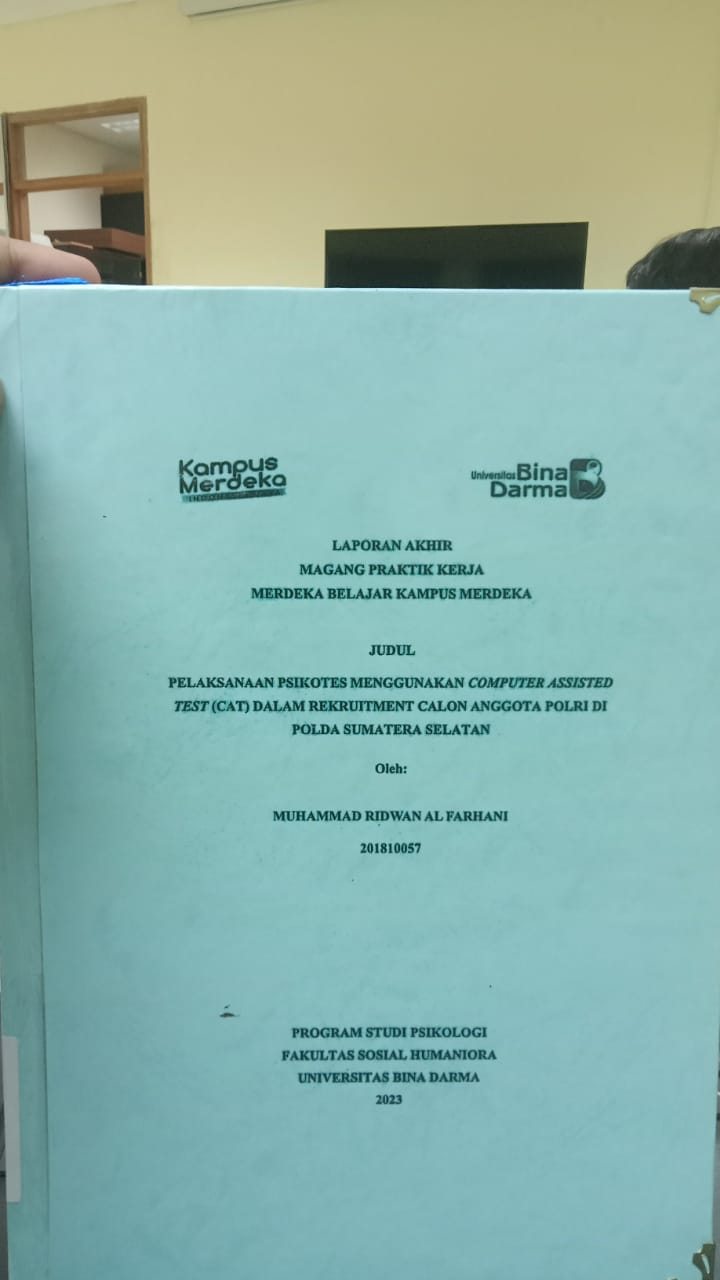 Kampus
Merdeka
Universitas Bina
Darma
LAPORAN AKHIR
MAGANG PRAKTIK KERJA
MERDEKA BELAJAR KAMPUS MERDEKA
JUDUL
PELAKSANAAN PSIKOTES MENGGUNAKAN COMPUTER ASSISTED
TEST (CAT) DALAM REKRUITMENT CALON ANGGOTA POLRI DI
POLDA SUMATERA SELATAN
Oleh:
MUHAMMAD RIDWAN AL FARHANI
201810057
PROGRAM STUDI PSIKOLOGI
FAKULTAS SOSIAL HUMANIORA
UNIVERSITAS BINA DARMA
2023